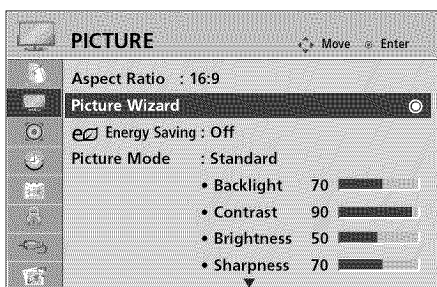 PICTURE
Move Enter
Aspect Ratio : 16:9
Picture Wizard
Energy Saving : Off
Picture Mode : Standard
• Backlight 70
• Contrast 90
• Brightness 50
• Sharpness 70